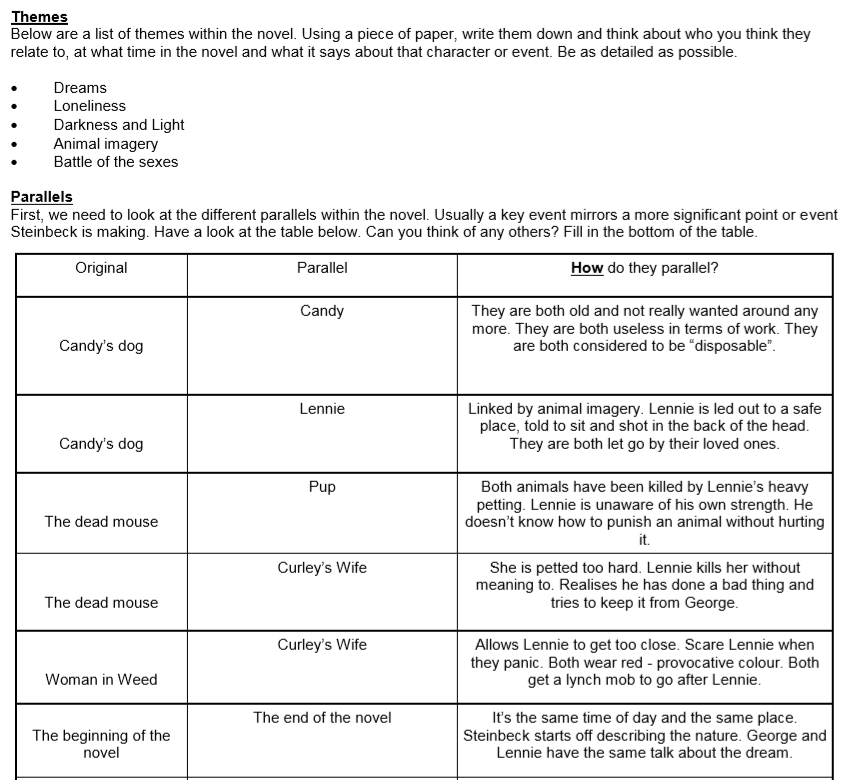 Themes
Below are a list of themes within the novel. Using a piece of paper, write them down and think about who you think they
relate to, at what time in the novel and what it says about that character or event. Be as detailed as possible.
• Dreams
• Loneliness
• Darkness and Light
• Animal imagery
• Battle of the sexes
Parallels
First, we need to look at the different parallels within the novel. Usually a key event mirrors a more significant point or event
Steinbeck is making. Have a look at the table below. Can you think of any others? Fill in the bottom of the table.
Original
Parallel
How do they parallel?
Candy's dog
Candy
They are both old and not really wanted around any
more. They are both useless in terms of work. They
are both considered to be “disposable”.
Candy's dog
Lennie
Linked by animal imagery. Lennie is led out to a safe
place, told to sit and shot in the back of the head.
They are both let go by their loved ones.
The dead mouse
Pup
Both animals have been killed by Lennie's heavy
petting. Lennie is unaware of his own strength. He
doesn't know how to punish an animal without hurting
it.
The dead mouse
Curley's Wife
She is petted too hard. Lennie kills her without
meaning to. Realises he has done a bad thing and
tries to keep it from George.
Woman in Weed
Curley's Wife
Allows Lennie to get too close. Scare Lennie when
they panic. Both wear red - provocative colour. Both
get a lynch mob to go after Lennie.
The beginning of the
novel
The end of the novel
It's the same time of day and the same place.
Steinbeck starts off describing the nature. George and
Lennie have the same talk about the dream.